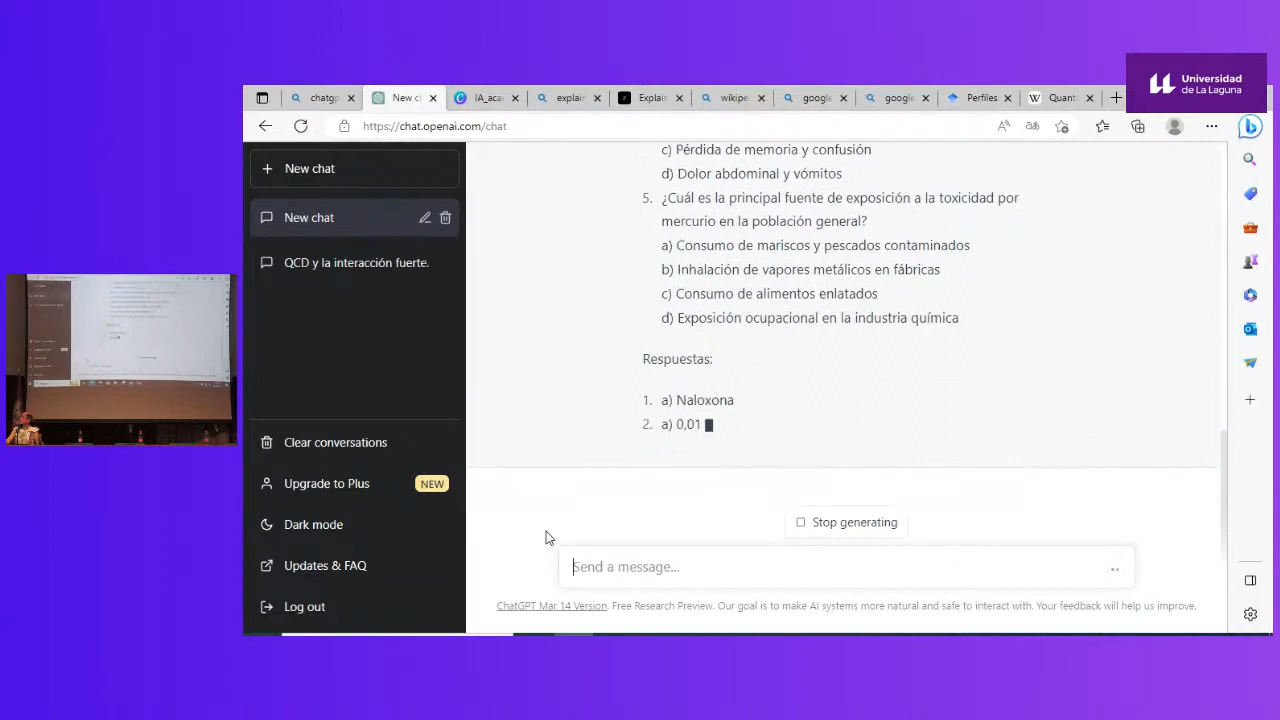 Universidad
de La Laguna
chatgp
New cl
IA_aca
explain
Explain
wikipe
google
google
Perfiles
Quant
https://chat.openai.com/chat
New chat
New chat
QCD y la interacción fuerte.
Clear conversations
Upgrade to Plus
NEW
Dark mode
Updates & FAQ
Log out
c) Pérdida de memoria y confusión
d) Dolor abdominal y vómitos
5. ¿Cuál es la principal fuente de exposición a la toxicidad por
mercurio en la población general?
a) Consumo de mariscos y pescados contaminados
b) Inhalación de vapores metálicos en fábricas
c) Consumo de alimentos enlatados
d) Exposición ocupacional en la industria química
Respuestas:
1. a) Naloxona
2. a) 0,01
Stop generating
Send a message...
ChatGPT Mar 14 Version. Free Research Preview. Our goal is to make AI systems more natural and safe to interact with. Your feedback will help us improve.